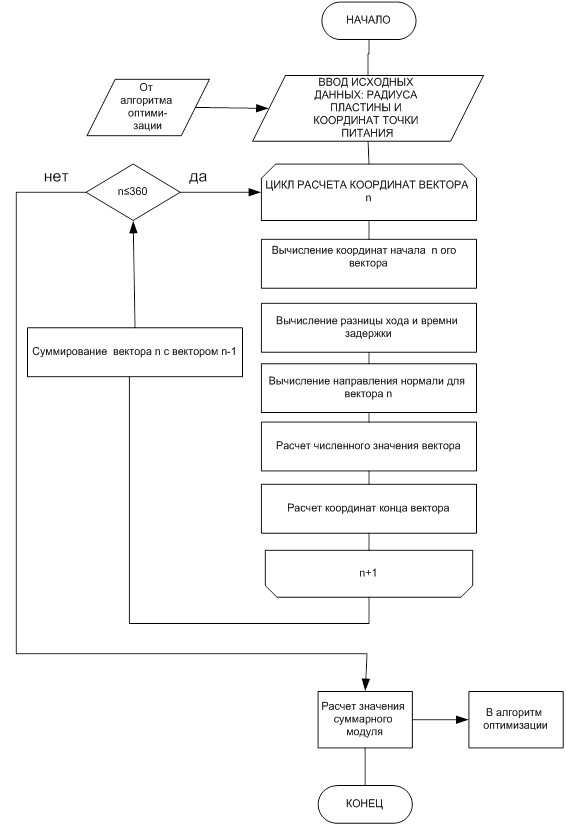 НАЧАЛО
ВВОД ИСХОДНЫХ
ДАННЫХ: РАДИУСА
ПЛАСТИНЫ И
КООРДИНАТ ТОЧКИ
ПИТАНИЯ
От
алгоритма
оптими-
зации
нет
n≤360
да
ЦИКЛ РАСЧЕТА КООРДИНАТ ВЕКТОРА
n
Вычисление координат начала n ого
вектора
Вычисление разницы хода и времни
задержки
Суммирование вектора n с вектором n-1
Вычисление направления нормали для
вектора n
Расчет численного значения вектора
Расчет координат конца вектора
n+1
Расчет значения
суммарного
модуля
В алгоритм
оптимизации
КОНЕЦ